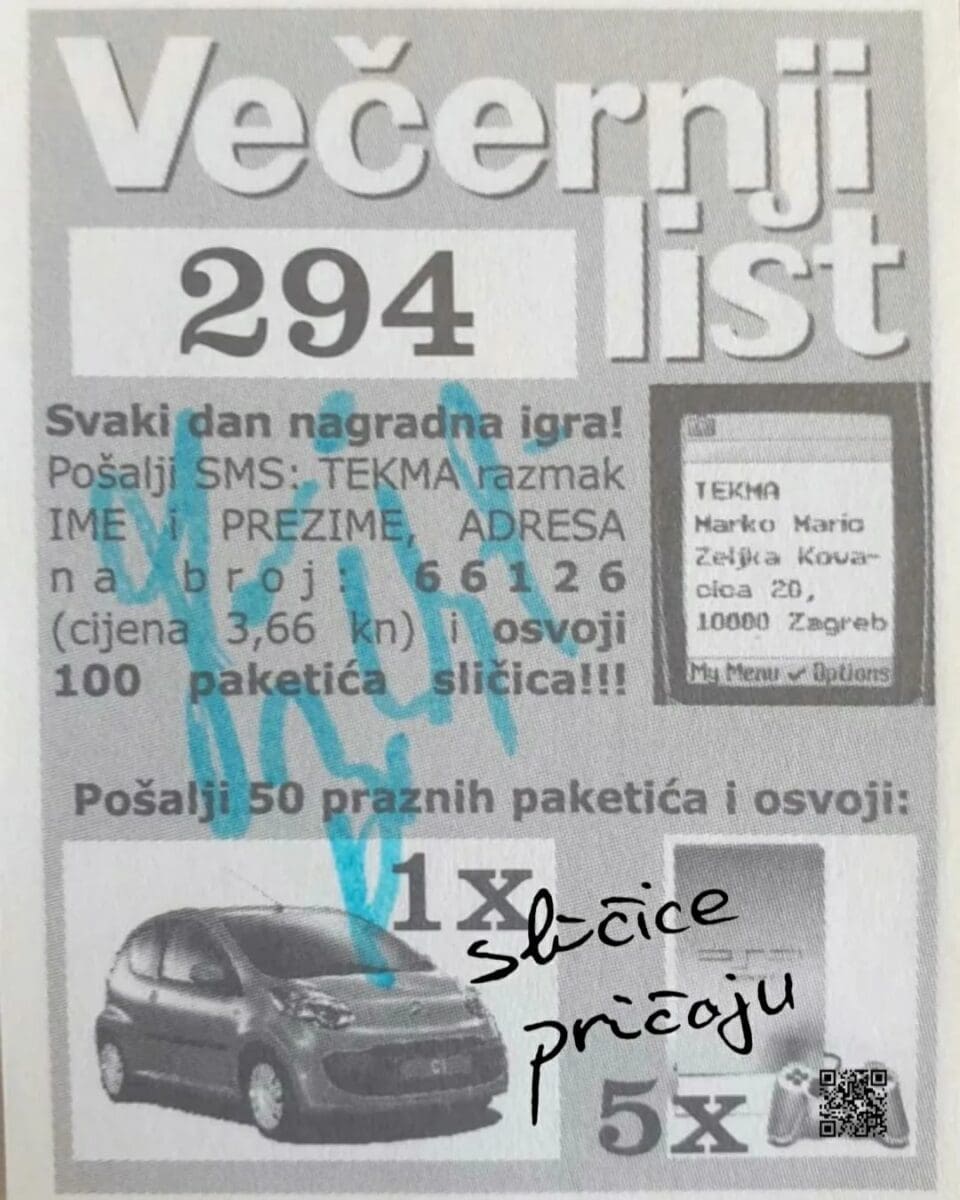 Večernji
list
294
Svaki dan nagradna igra!
Pošalji SMS: TEKMA razmak
IME i PREZIME, ADRESA
na broj: 66126
(cijena 3,66 kn) i osvoji
100 paketića sličica!!!
TEKMA
Marko Maric
Zeljka Kova-
cica 20,
10000 Zagreb
My Menu ✓ Options
Pošalji 50 praznih paketića i osvoji:
1x
C1
sličice
pričaju
5x